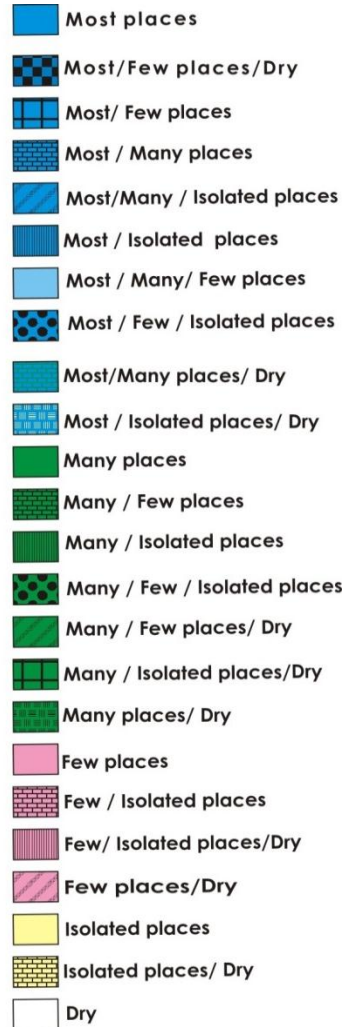 Most places
Most/Few places/Dry
Most/ Few places
Most / Many places
Most/Many / Isolated places
Most / Isolated places
Most / Many/ Few places
Most / Few / Isolated places
Most/Many places/ Dry
Most / Isolated places/ Dry
Many places
Many / Few places
Many / Isolated places
Many / Few / Isolated places
Many / Few places/ Dry
Many / Isolated places/Dry
Many places/ Dry
Few places
Few / Isolated places
Few/ Isolated places/Dry
Few places/Dry
Isolated places
Isolated places/ Dry
Dry